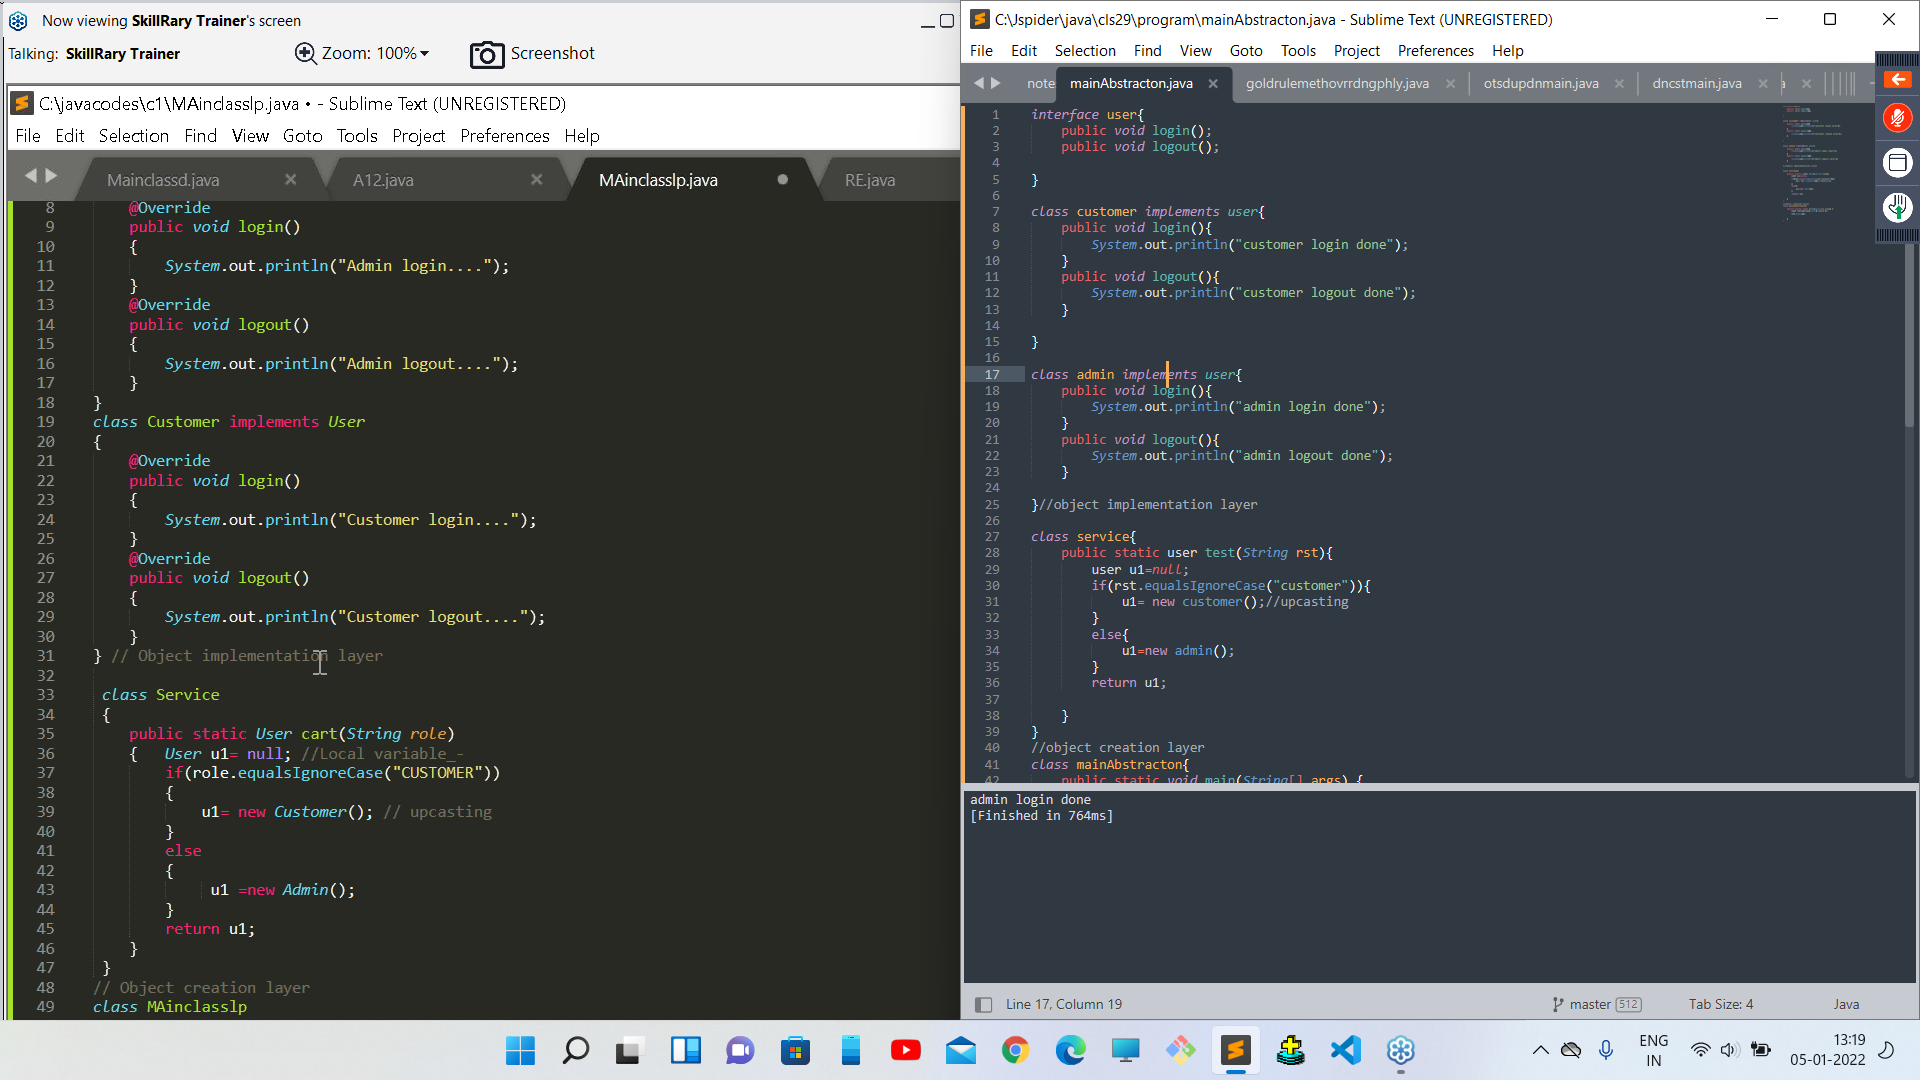 Now viewing SkillRary Trainer's screen
Talking: SkillRary Trainer
Zoom: 100%
Screenshot
C:\javacodes\c1\MAinclasslp.java • - Sublime Text (UNREGISTERED)
File Edit Selection Find View Goto Tools Project Preferences Help
Mainclassd.java
A12.java
MAinclasslp.java
RE.java
8 @Override
9 public void login()
10 {
11 System.out.println("Admin login....");
12 }
13 @Override
14 public void logout()
15 {
16 System.out.println("Admin logout....");
17 }
18 }
19 class Customer implements User
20 {
21 @Override
22 public void login()
23 {
24 System.out.println("Customer login....");
25 }
26 @Override
27 public void logout()
28 {
29 System.out.println("Customer logout....");
30 }
31 } // Object implementation layer
32
33 class Service
34 {
35 public static User cart(String role)
36 { User u1= null; //Local variable_-
37 if(role.equalsIgnoreCase("CUSTOMER"))
38 {
39 u1= new Customer(); // upcasting
40 }
41 else
42 {
43 u1 =new Admin();
44 }
45 return u1;
46 }
47 }
48 // Object creation layer
49 class MAinclasslp
C:\Jspider\java\cls29\program\mainAbstracton.java - Sublime Text (UNREGISTERED)
File Edit Selection Find View Goto Tools Project Preferences Help
note
mainAbstracton.java
goldrulemethovrrdngphly.java
otsdupdnmain.java
dncstmain.java
1 interface user{
2 public void login();
3 public void logout();
4
5 }
6
7 class customer implements user{
8 public void login(){
9 System.out.println("customer login done");
10 }
11 public void logout(){
12 System.out.println("customer logout done");
13 }
14
15 }
16
17 class admin implements user{
18 public void login(){
19 System.out.println("admin login done");
20 }
21 public void logout(){
22 System.out.println("admin logout done");
23 }
24
25 }//object implementation layer
26
27 class service{
28 public static user test(String rst){
29 user u1=null;
30 if(rst.equalsIgnoreCase("customer")){
31 u1= new customer();//upcasting
32 }
33 else{
34 u1=new admin();
35 }
36 return u1;
37
38 }
39 }
40 //object creation layer
41 class mainAbstracton{
42 public static void main(String[] args) {
admin login done
[Finished in 764ms]
Line 17, Column 19
master 512
Tab Size: 4
Java
ENG
IN
13:19
05-01-2022